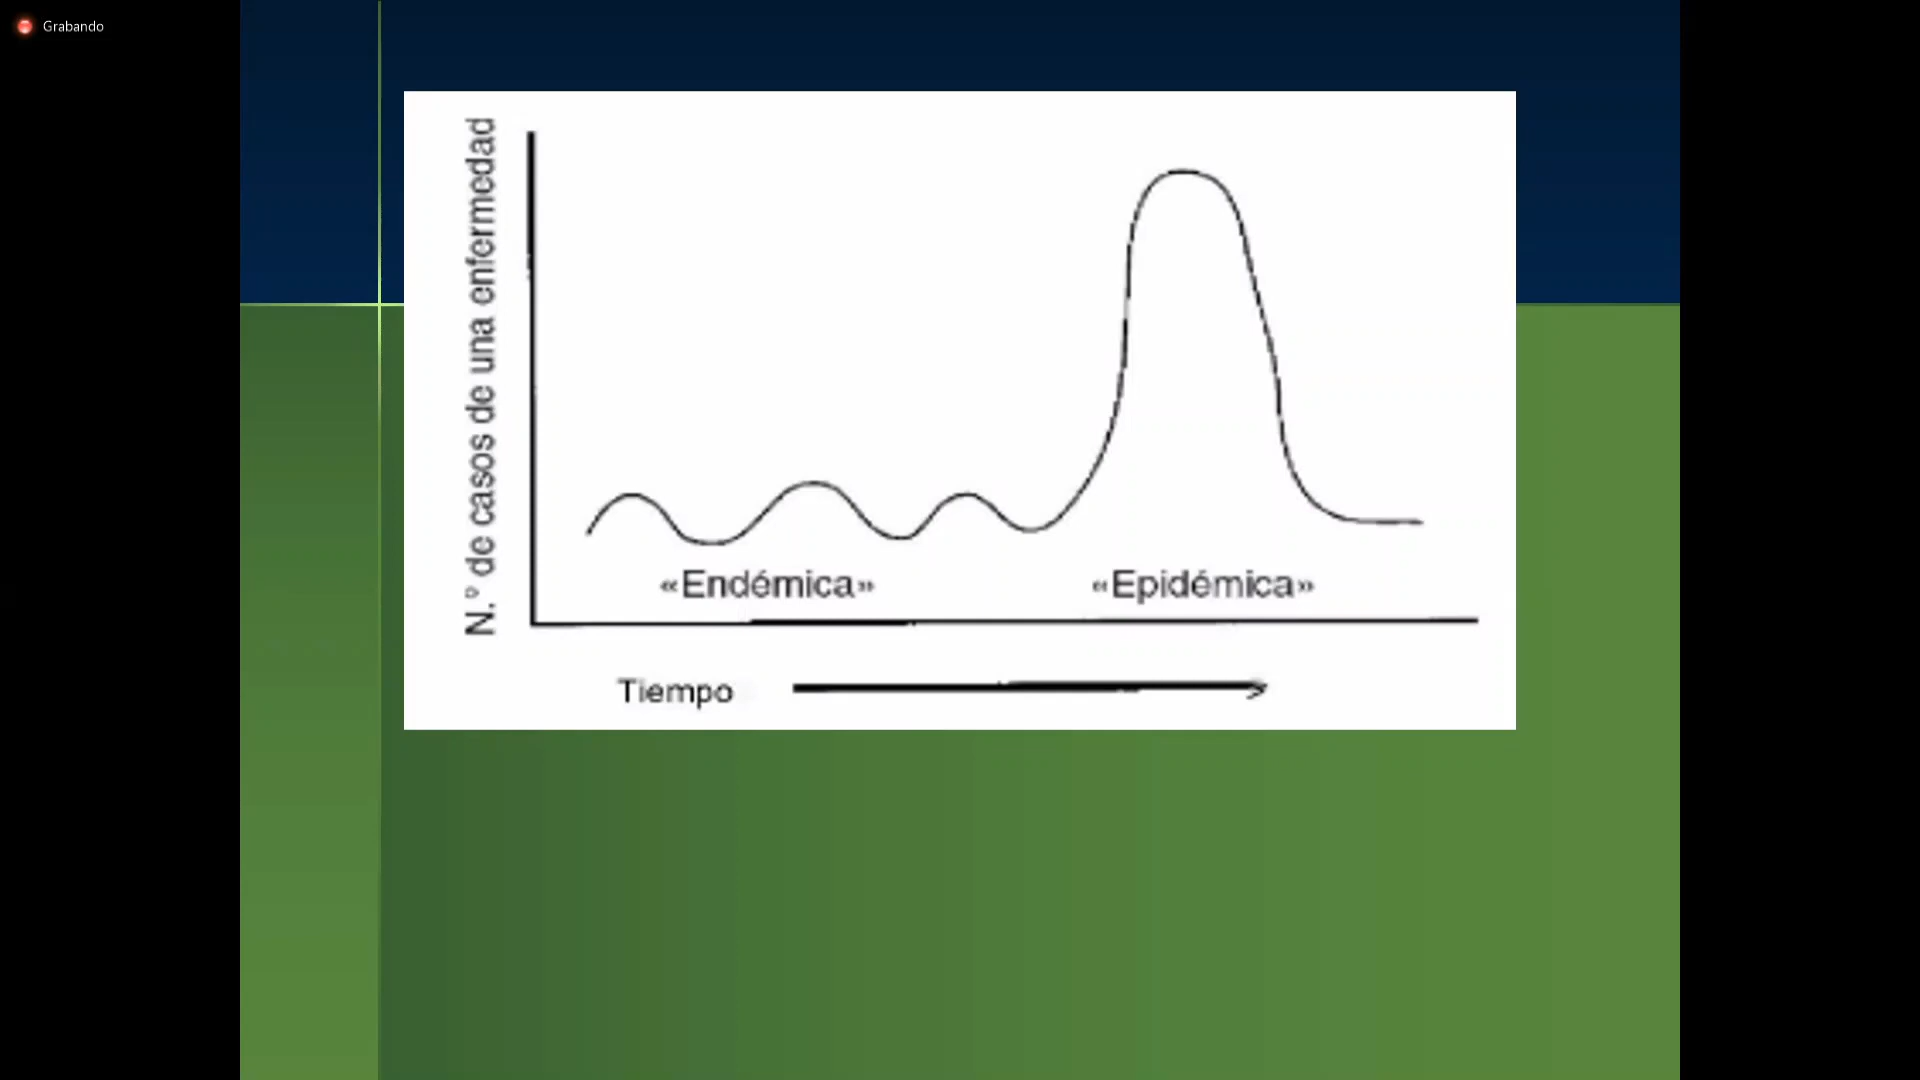 Grabando
N.° de casos de una enfermedad
«Endémica»
«Epidémica»
Tiempo